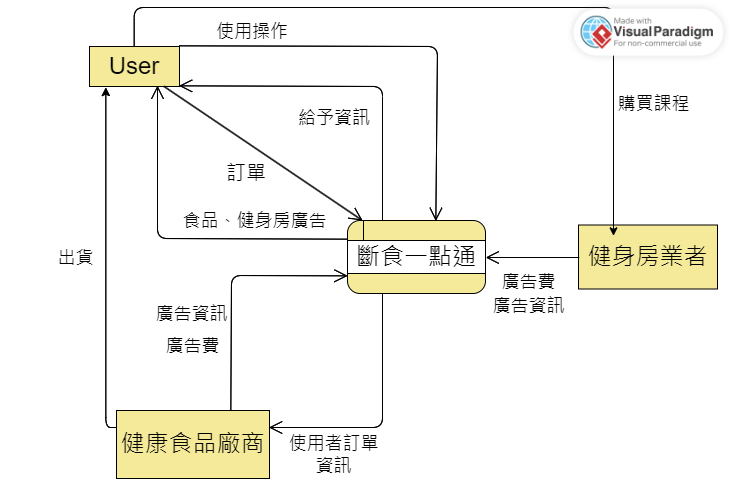 Made with
VisualParadigm
For non-commercial use
使用操作
User
購買課程
給予資訊
訂單
食品、健身房廣告
出貨
斷食一點通
健身房業者
廣告費
廣告資訊
廣告資訊
廣告費
健康食品廠商
使用者訂單
資訊